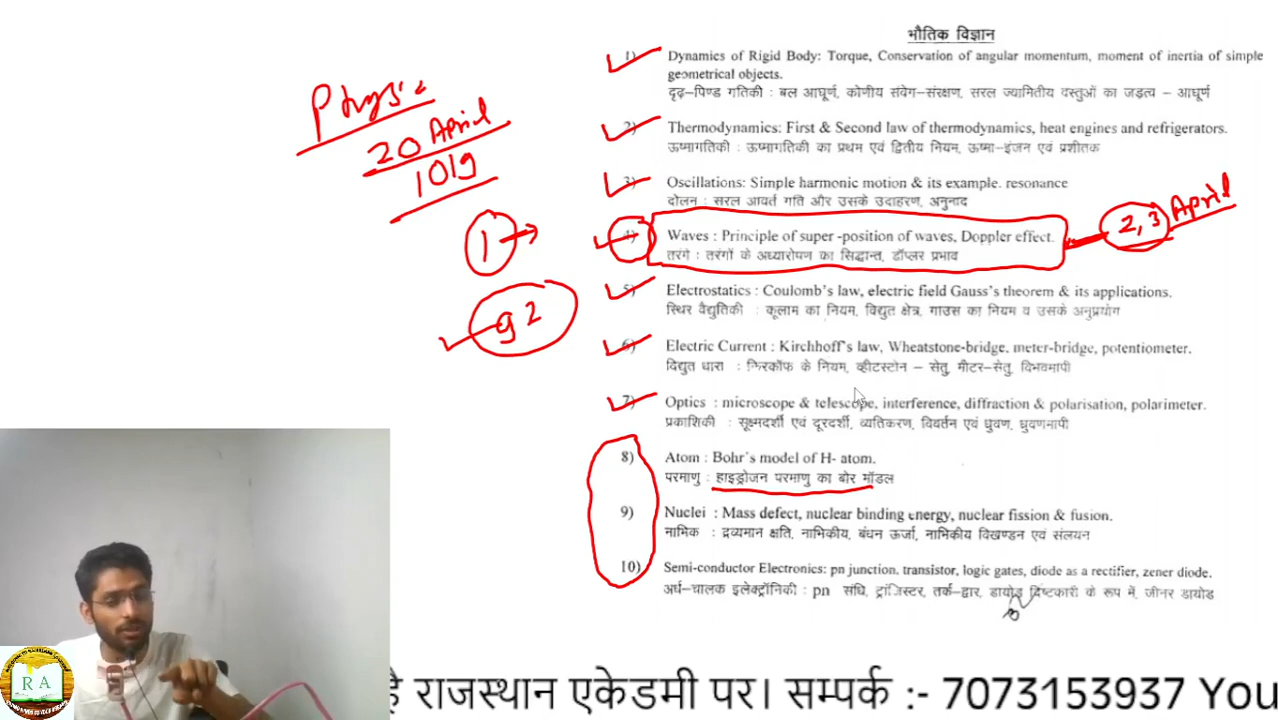 भौतिक विज्ञान
1) Dynamics of Rigid Body: Torque, Conservation of angular momentum, moment of inertia of simple
geometrical objects.
दृढ़–पिण्ड गतिकी : बल आघूर्ण, कोणीय संवेग–संरक्षण, सरल ज्यामितीय वस्तुओं का जड़त्व – आघूर्ण
2) Thermodynamics: First & Second law of thermodynamics, heat engines and refrigerators.
ऊष्मागतिकी : ऊष्मागतिकी का प्रथम एवं द्वितीय नियम, ऊष्मा–इंजन एवं प्रशीतक
3) Oscillations: Simple harmonic motion & its example. resonance
दोलन : सरल आवर्त गति और उसके उदाहरण, अनुनाद
4) Waves : Principle of super -position of waves, Doppler effect.
तरंगे : तरंगों के अध्यारोपण का सिद्धान्त, डॉप्लर प्रभाव
5) Electrostatics : Coulomb's law, electric field Gauss's theorem & its applications.
स्थिर वैद्युतिकी : कूलाम का नियम, विद्युत क्षेत्र, गाउस का नियम व उसके अनुप्रयोग
6) Electric Current : Kirchhoff's law, Wheatstone-bridge, meter-bridge, potentiometer.
विद्युत धारा : किरकॉफ के नियम, व्हीटस्टोन – सेतु, मीटर–सेतु, विभवमापी
7) Optics : microscope & telescope, interference, diffraction & polarisation, polarimeter.
प्रकाशिकी : सूक्ष्मदर्शी एवं दूरदर्शी, व्यतिकरण, विवर्तन एवं ध्रुवण, ध्रुवणमापी
8) Atom : Bohr's model of H- atom.
परमाणु : हाइड्रोजन परमाणु का बोर मॉडल
9) Nuclei : Mass defect, nuclear binding energy, nuclear fission & fusion.
नाभिक : द्रव्यमान क्षति, नाभिकीय, बंधन ऊर्जा, नाभिकीय विखण्डन एवं संलयन
10) Semi-conductor Electronics: pn junction, transistor, logic gates, diode as a rectifier, zener diode.
अर्ध–चालक इलेक्ट्रॉनिकी : pn संधि, ट्रांजिस्टर, तर्क–द्वार, डायोड दिष्टकारी के रूप में, जीनर डायोड
Physics
20 April
1019
1
92
2, 3 April
R A
है राजस्थान एकेडमी पर। सम्पर्क :- 7073153937 You